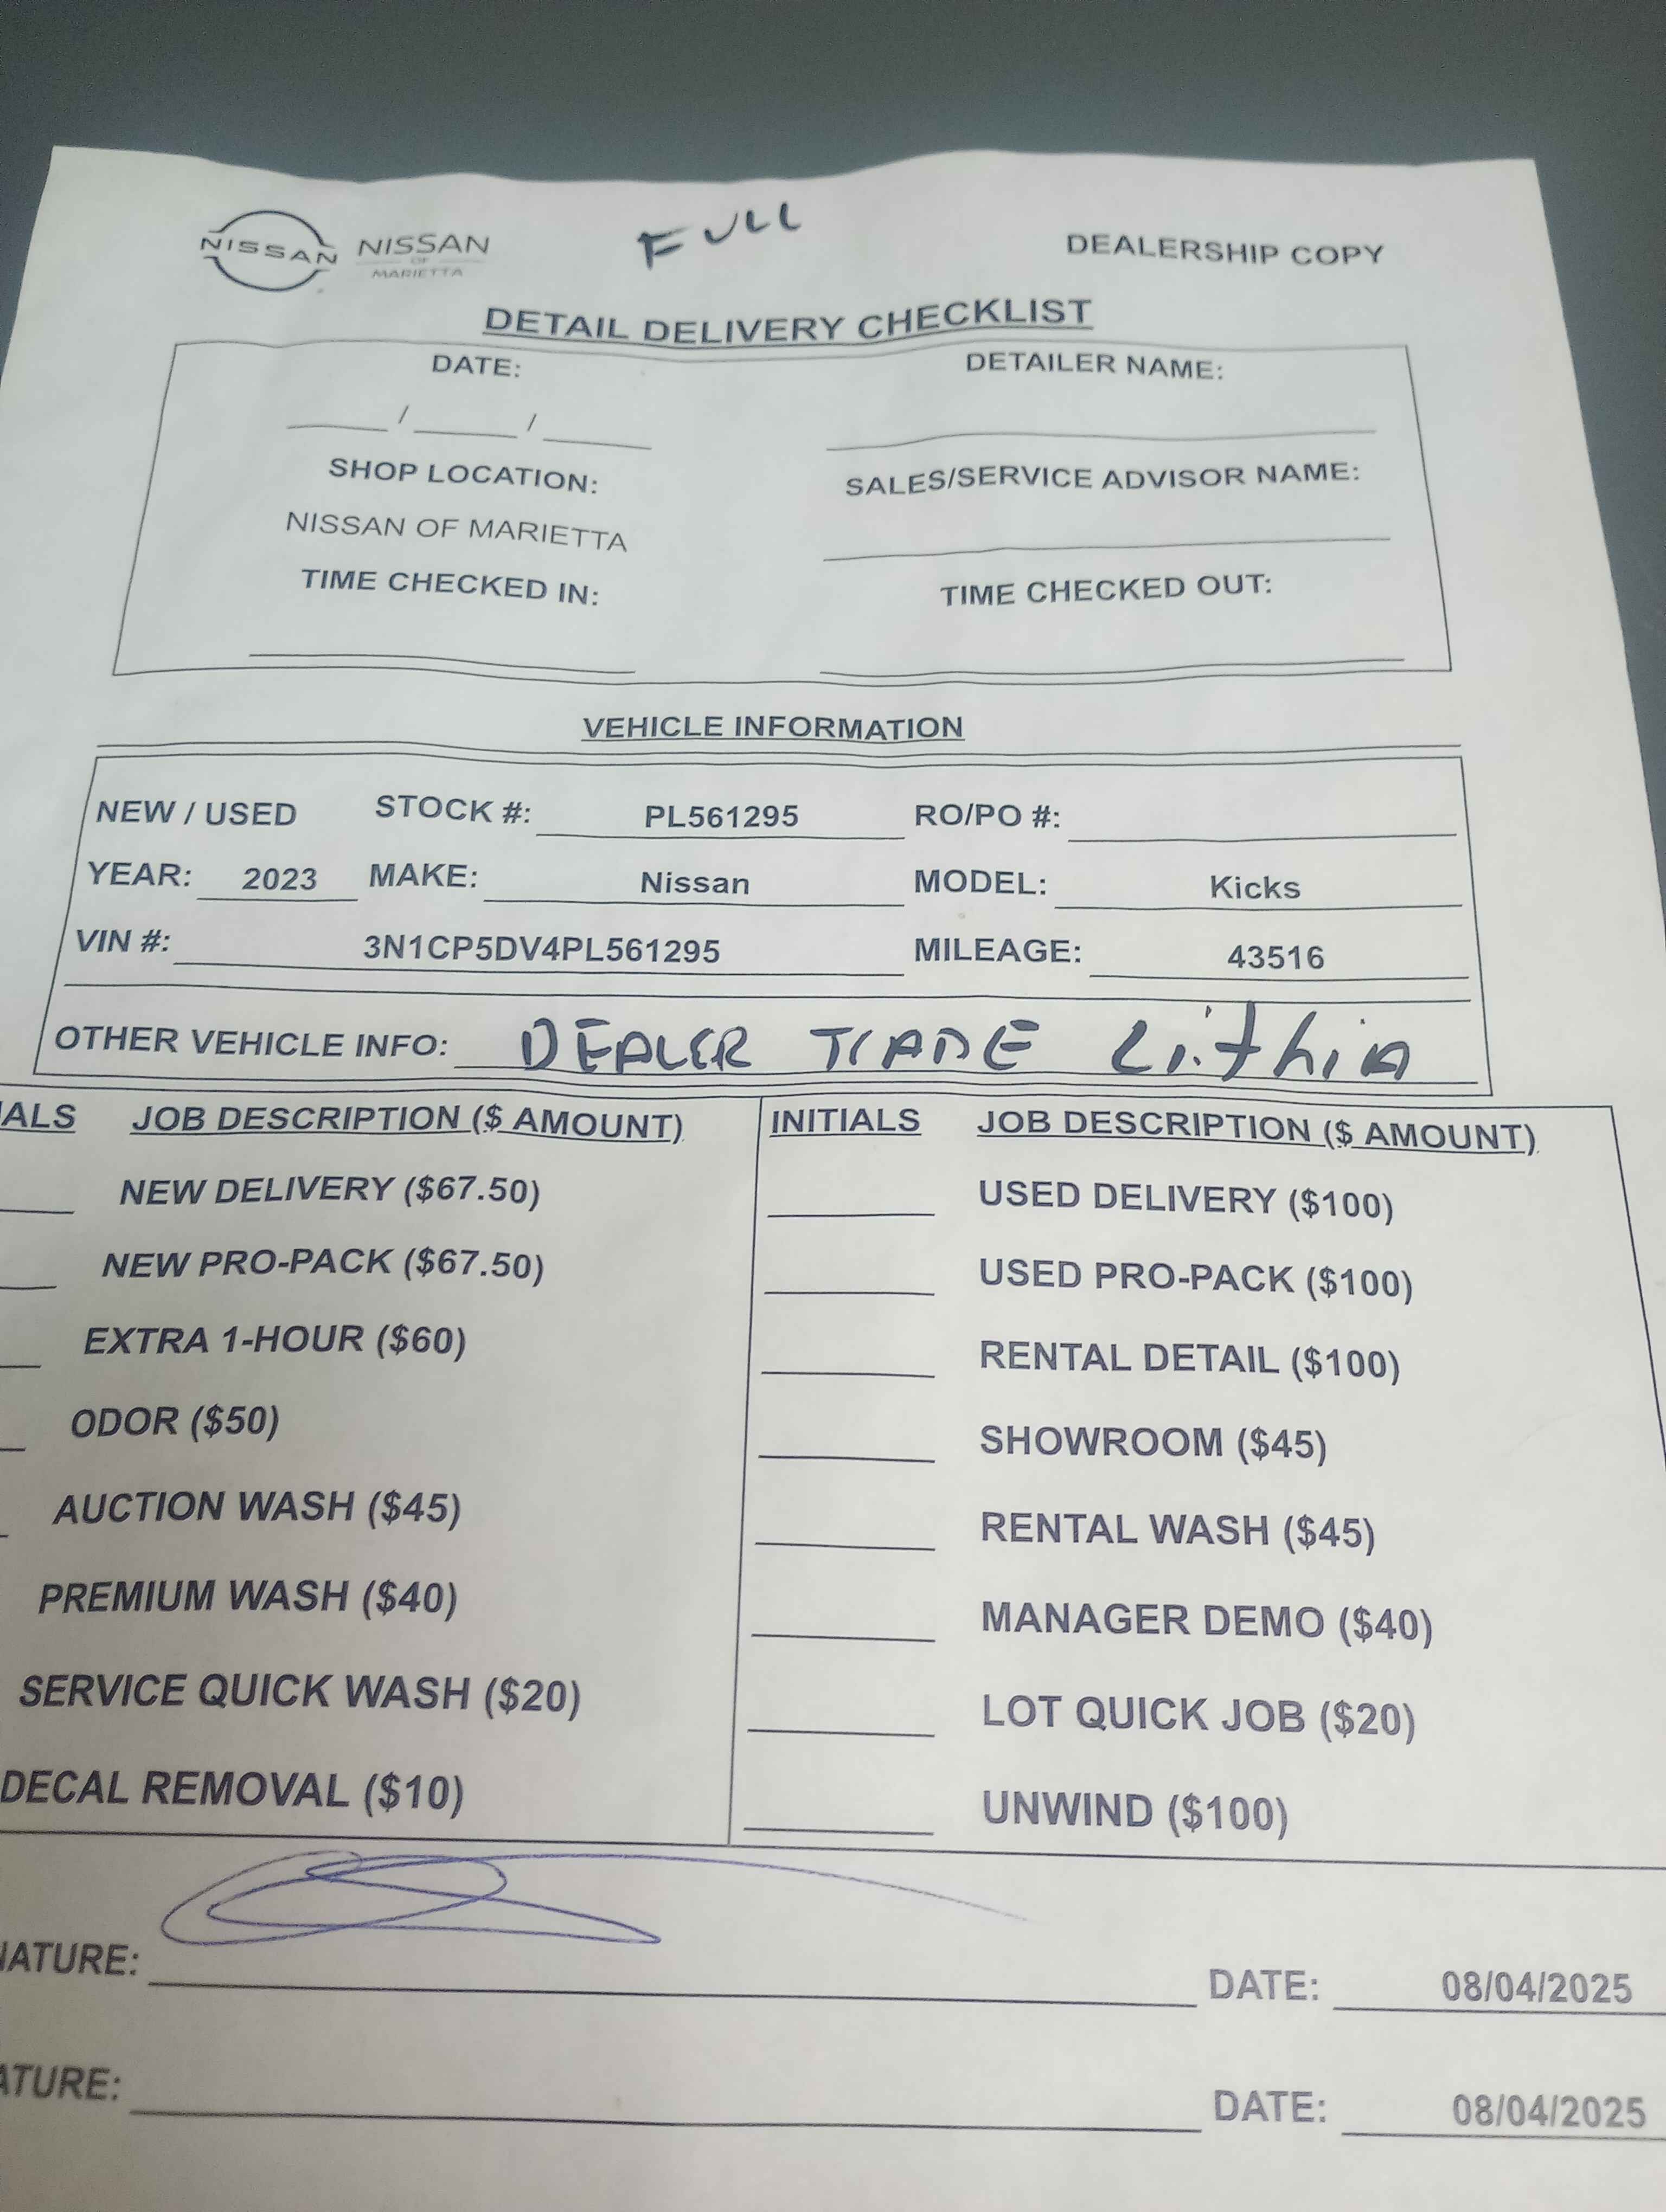 NISSAN NISSAN OF MARIETTA FULL DEALERSHIP COPY
DETAIL DELIVERY CHECKLIST
DATE: DETAILER NAME:
/ /
SHOP LOCATION: SALES/SERVICE ADVISOR NAME:
NISSAN OF MARIETTA
TIME CHECKED IN: TIME CHECKED OUT:
VEHICLE INFORMATION
NEW / USED STOCK #: PL561295 RO/PO #:
YEAR: 2023 MAKE: Nissan MODEL: Kicks
VIN #: 3N1CP5DV4PL561295 MILEAGE: 43516
OTHER VEHICLE INFO: DEALER TRADE Lithia
IALS JOB DESCRIPTION ($ AMOUNT) INITIALS JOB DESCRIPTION ($ AMOUNT)
NEW DELIVERY ($67.50) USED DELIVERY ($100)
NEW PRO-PACK ($67.50) USED PRO-PACK ($100)
EXTRA 1-HOUR ($60) RENTAL DETAIL ($100)
ODOR ($50) SHOWROOM ($45)
AUCTION WASH ($45) RENTAL WASH ($45)
PREMIUM WASH ($40) MANAGER DEMO ($40)
SERVICE QUICK WASH ($20) LOT QUICK JOB ($20)
DECAL REMOVAL ($10) UNWIND ($100)
NATURE: DATE: 08/04/2025
ATURE: DATE: 08/04/2025